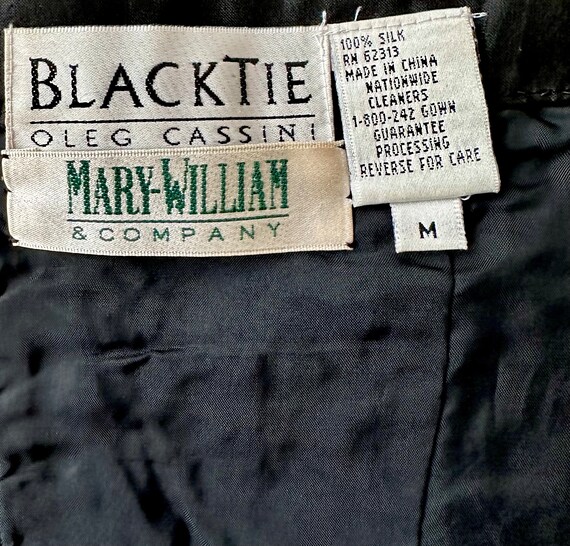 BLACKTIE
OLEG CASSINI
MARY-WILLIAM
& COMPANY
100% SILK
RN 62313
MADE IN CHINA
NATIONWIDE
CLEANERS
1-800-242 GOWN
GUARANTEE
PROCESSING
REVERSE FOR CARE
M